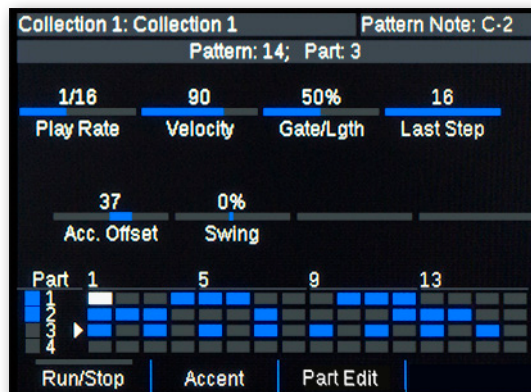 Collection 1: Collection 1 Pattern Note: C-2
Pattern: 14; Part: 3
1/16 90 50% 16
Play Rate Velocity Gate/Lgth Last Step
37 0%
Acc. Offset Swing
Part 1 5 9 13
1
2
3
4
Run/Stop Accent Part Edit